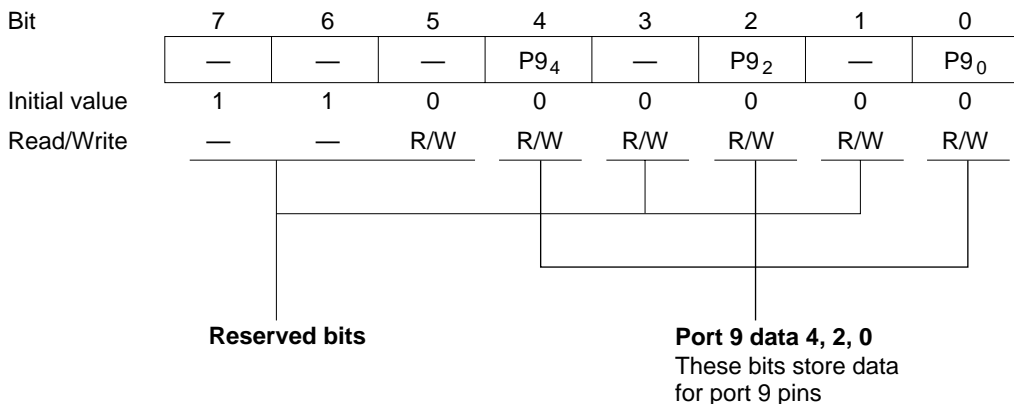 Bit 7 6 5 4 3 2 1 0
— — — P9₄ — P9₂ — P9₀
Initial value 1 1 0 0 0 0 0 0
Read/Write — — R/W R/W R/W R/W R/W R/W
Reserved bits
Port 9 data 4, 2, 0
These bits store data
for port 9 pins